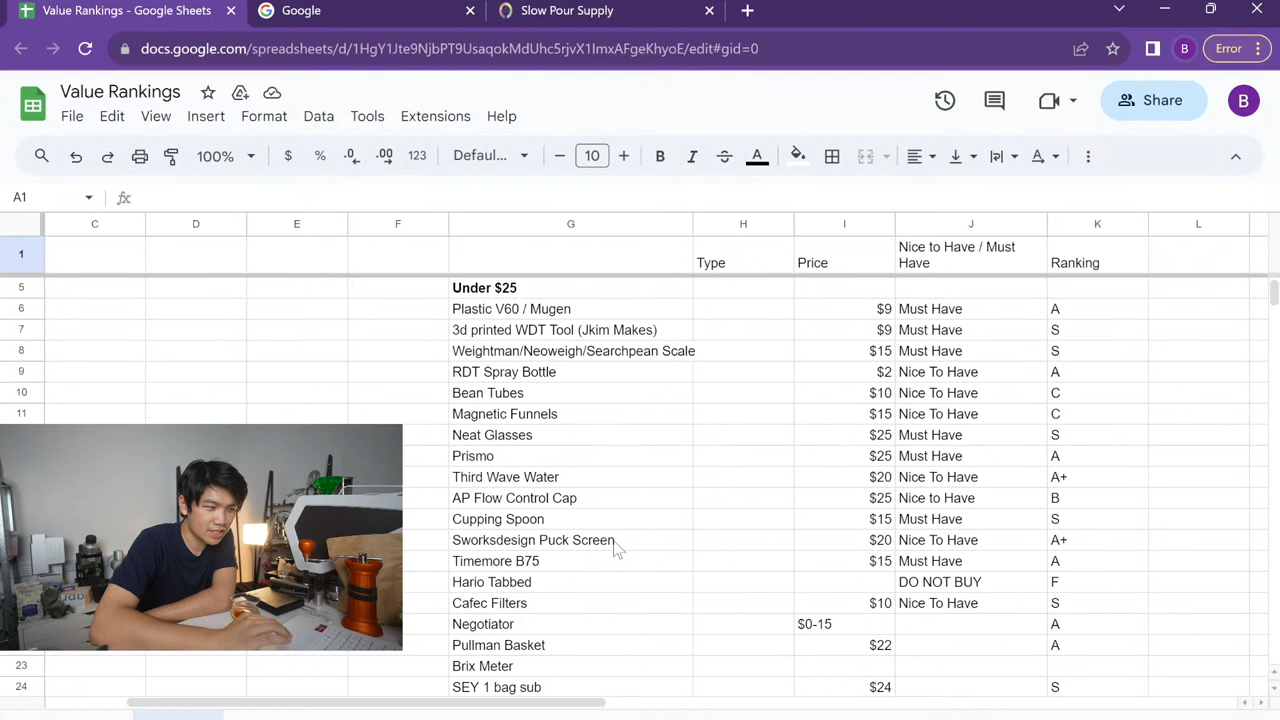 Value Rankings - Google Sheets
Google
Slow Pour Supply
docs.google.com/spreadsheets/d/1HgY1Jte9NjbPT9UsaqokMdUhc5rjvX1ImxAFgeKhyoE/edit#gid=0
B
Error
Value Rankings
File Edit View Insert Format Data Tools Extensions Help
Share
B
100% $ % .0 .00 123 Defaul... 10 B I A
A1 fx
C D E F G H I J K L
1 Type Price Nice to Have / Must Have Ranking
5 Under $25
6 Plastic V60 / Mugen $9 Must Have A
7 3d printed WDT Tool (Jkim Makes) $9 Must Have S
8 Weightman/Neoweigh/Searchpean Scale $15 Must Have S
9 RDT Spray Bottle $2 Nice To Have A
10 Bean Tubes $10 Nice To Have C
11 Magnetic Funnels $15 Nice To Have C
Neat Glasses $25 Must Have S
Prismo $25 Must Have A
Third Wave Water $20 Nice To Have A+
AP Flow Control Cap $25 Nice to Have B
Cupping Spoon $15 Must Have S
Sworksdesign Puck Screen $20 Nice To Have A+
Timemore B75 $15 Must Have A
Hario Tabbed DO NOT BUY F
Cafec Filters $10 Nice To Have S
Negotiator $0-15 A
Pullman Basket $22 A
23 Brix Meter
24 SEY 1 bag sub $24 S